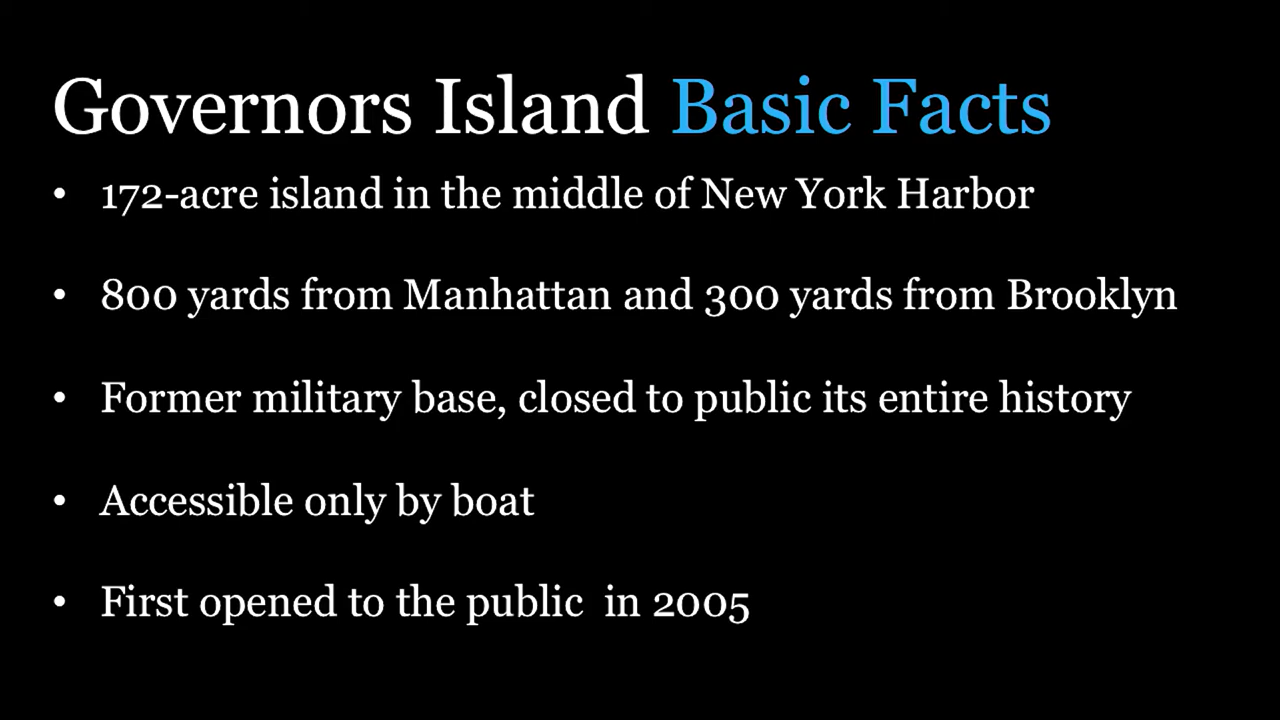 Governors Island Basic Facts
• 172-acre island in the middle of New York Harbor
• 800 yards from Manhattan and 300 yards from Brooklyn
• Former military base, closed to public its entire history
• Accessible only by boat
• First opened to the public  in 2005